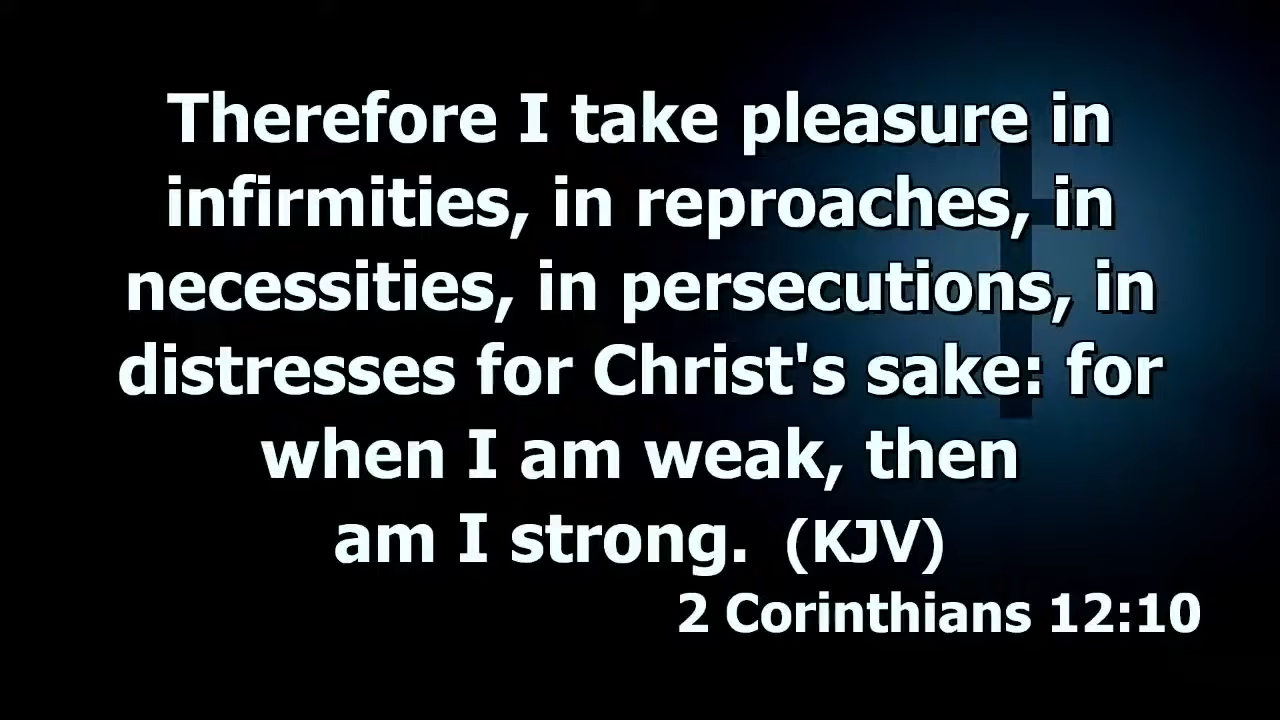 Therefore I take pleasure in
infirmities, in reproaches, in
necessities, in persecutions, in
distresses for Christ's sake: for
when I am weak, then
am I strong. (KJV)
2 Corinthians 12:10